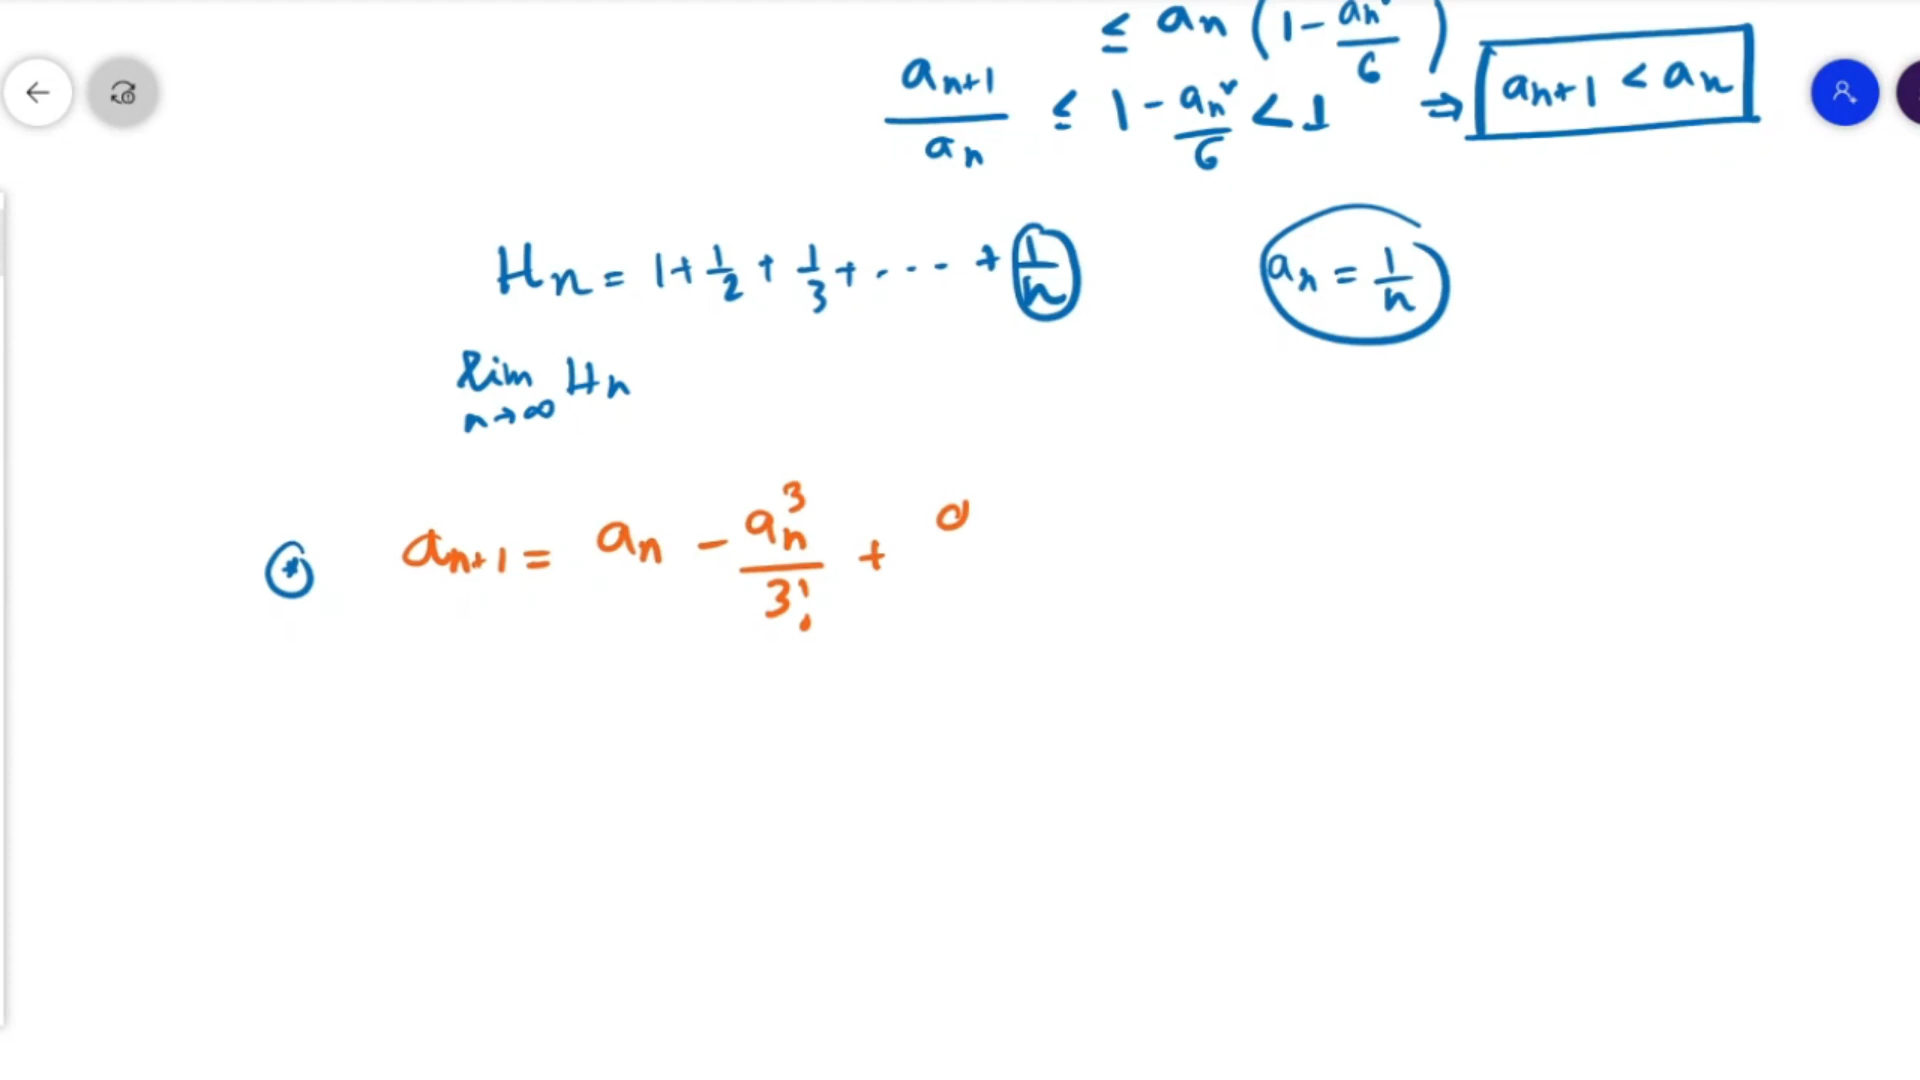 ≤ an (1 - an²/6)
an+1/an ≤ 1 - an²/6 < 1 ⇒ an+1 < an
Hn = 1 + 1/2 + 1/3 + ... + 1/n
an = 1/n
lim n→∞ Hn
* an+1 = an - an³/3! + a